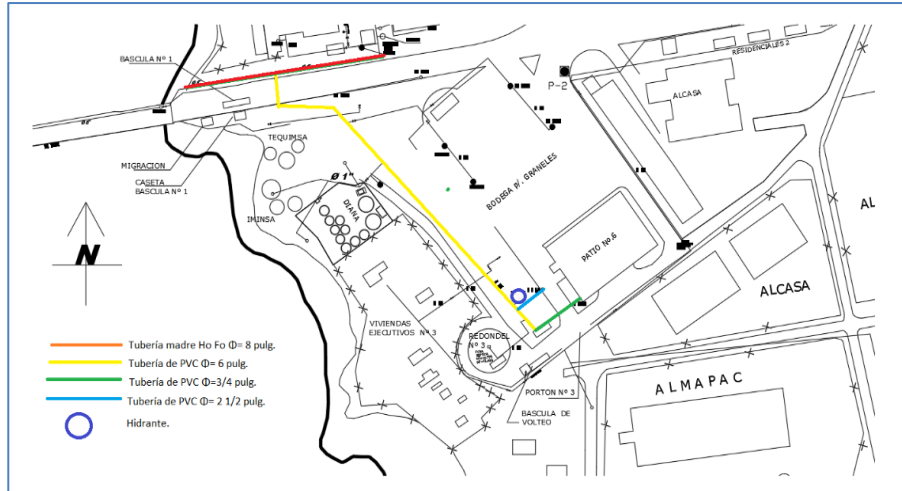 BASCULA Nº 1
RESIDENCIALES 2
P-2
ALCASA
TEQUIMSA
MIGRACION
CASETA
BASCULA Nº 1
Ø 1"
BODEGA p/. GRANELES
AL
IMINSA
DIANA
PATIO No.6
N
ALCASA
VIVIENDAS
EJECUTIVOS Nº3
REDONDEL
Nº 3
Tubería madre Ho Fo Φ= 8 pulg.
Tubería de PVC Φ= 6 pulg.
Tubería de PVC Φ=3/4 pulg.
Tubería de PVC Φ= 2 1/2 pulg.
Hidrante.
PORTON Nº 3
BASCULA DE
VOLTEO
ALMAPAC